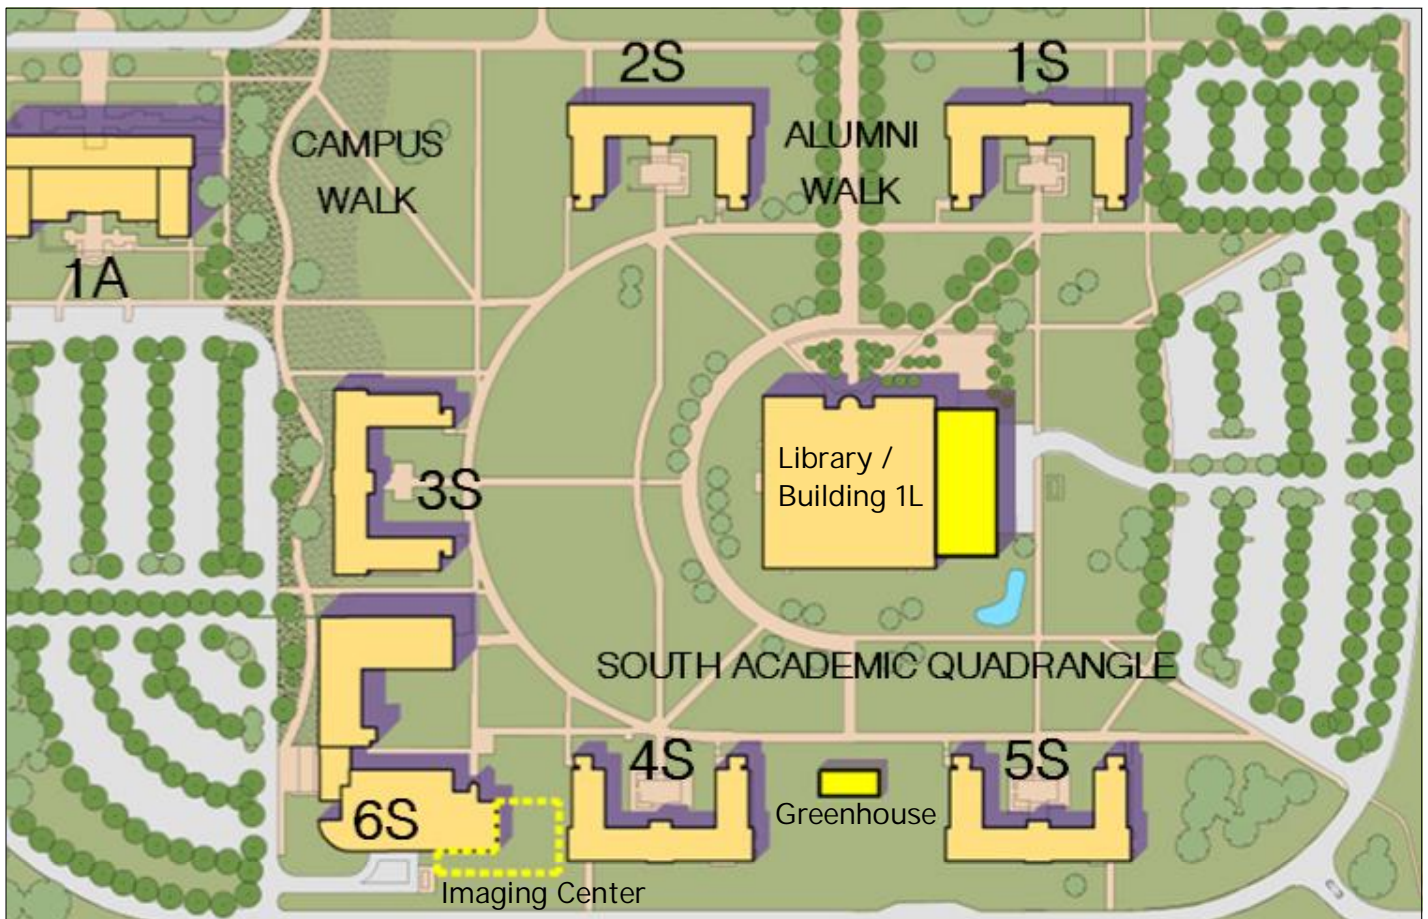 2S
1S
CAMPUS
WALK
ALUMNI
WALK
1A
Library /
Building 1L
3S
SOUTH ACADEMIC QUADRANGLE
4S
5S
Greenhouse
6S
Imaging Center